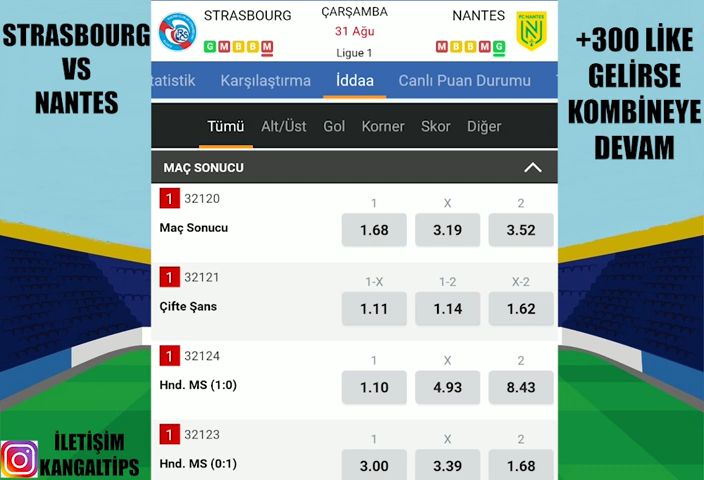 STRASBOURG
VS
NANTES
STRASBOURG
G M B B M
ÇARŞAMBA
31 Ağu
Ligue 1
NANTES
M B B M G
FC NANTES
+300 LİKE
GELİRSE
KOMBİNEYE
DEVAM
tatistik Karşılaştırma İddaa Canlı Puan Durumu
Tümü Alt/Üst Gol Korner Skor Diğer
MAÇ SONUCU
1 32120 1 X 2
Maç Sonucu 1.68 3.19 3.52
1 32121 1-X 1-2 X-2
Çifte Şans 1.11 1.14 1.62
1 32124 1 X 2
Hnd. MS (1:0) 1.10 4.93 8.43
1 32123 1 X 2
Hnd. MS (0:1) 3.00 3.39 1.68
İLETİŞİM
KANGALTİPS